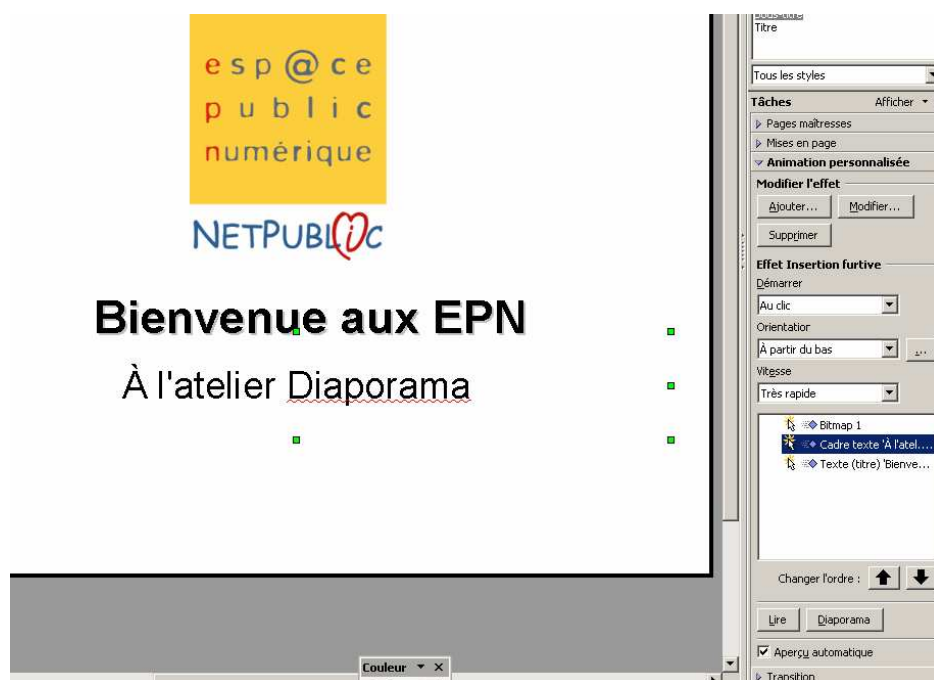 esp@ce
public
numérique
NETPUBLIC
Bienvenue aux EPN
À l'atelier Diaporama
Couleur
Titre
Tous les styles
Tâches Afficher
Pages maîtresses
Mises en page
Animation personnalisée
Modifier l'effet
Ajouter... Modifier...
Supprimer
Effet Insertion furtive
Démarrer
Au clic
Orientatior
À partir du bas ...
Vitesse
Très rapide
Bitmap 1
Cadre texte 'À l'atel....
Texte (titre) 'Bienve...
Changer l'ordre :
Lire Diaporama
Aperçu automatique
Transition